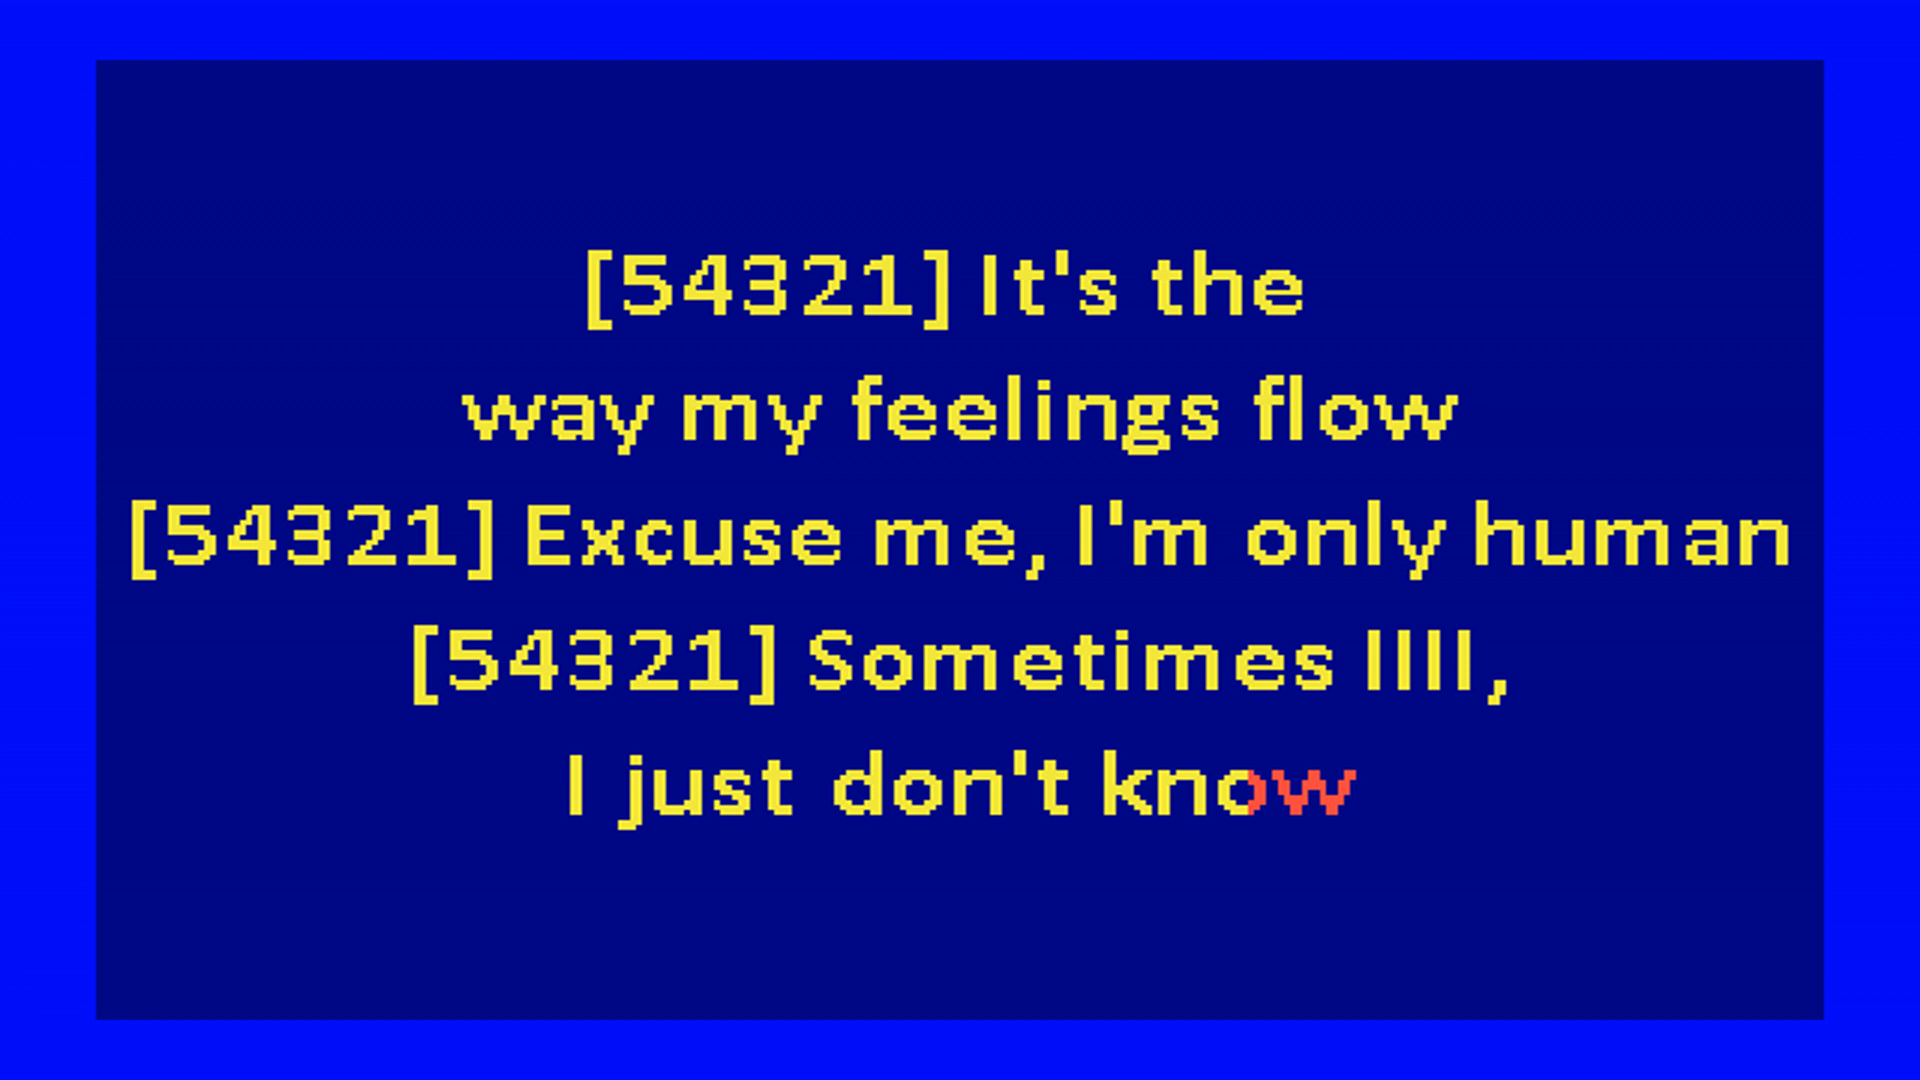 [54321] It's the
way my feelings flow
[54321] Excuse me, I'm only human
[54321] Sometimes IIII,
I just don't know